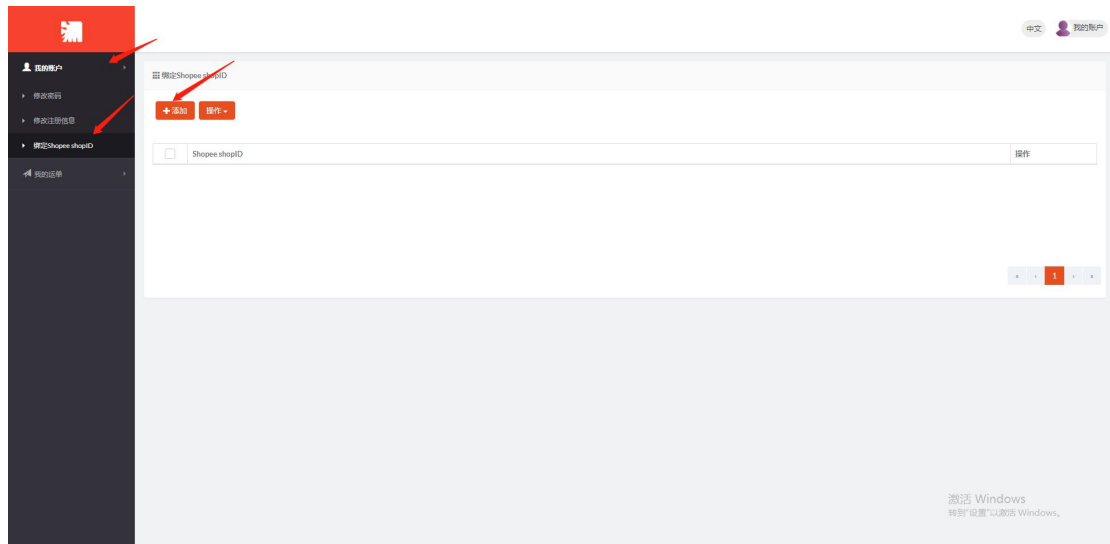 中文 我的账户
我的账户
修改密码
修改注册信息
绑定Shopee shopID
我的运单
绑定Shopee shopID
添加 操作
Shopee shopID 操作
« ‹ 1 › »
激活 Windows
转到"设置"以激活 Windows。